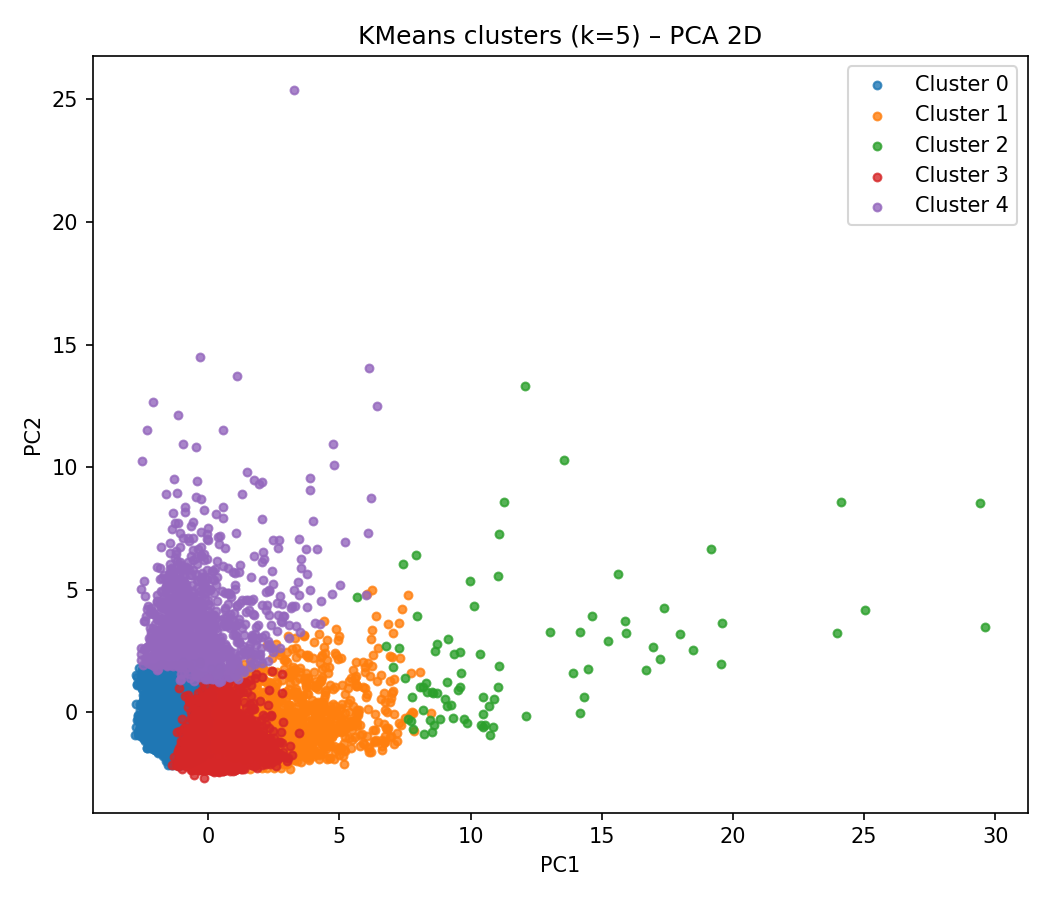 KMeans clusters (k=5) – PCA 2D
Cluster 0
Cluster 1
Cluster 2
Cluster 3
Cluster 4
25
20
15
10
5
0
PC2
0 5 10 15 20 25 30
PC1